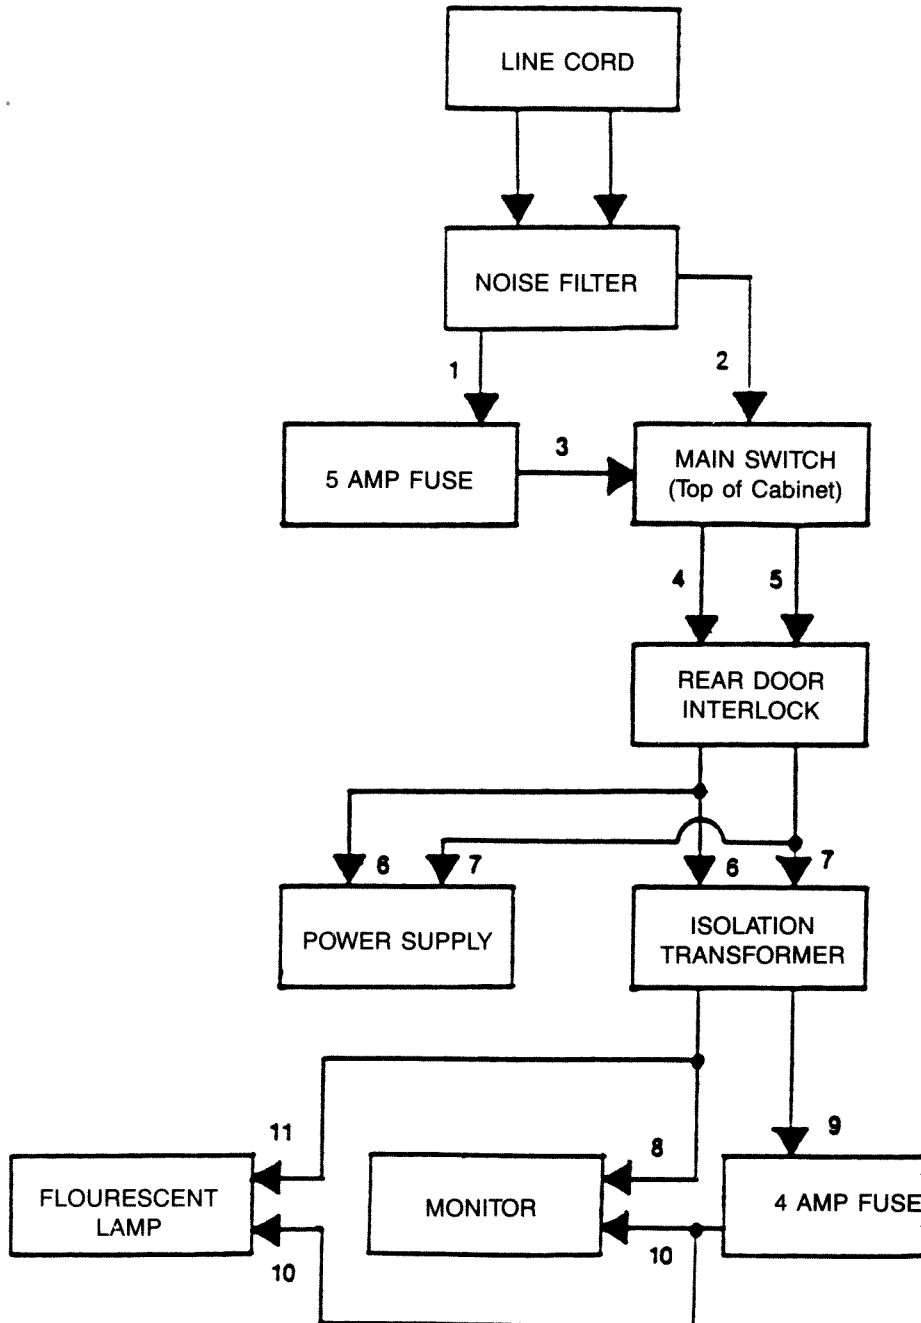 LINE CORD
NOISE FILTER
1
2
5 AMP FUSE
3
MAIN SWITCH
(Top of Cabinet)
4
5
REAR DOOR
INTERLOCK
6
7
6
7
POWER SUPPLY
ISOLATION
TRANSFORMER
11
8
9
FLOURESCENT
LAMP
MONITOR
4 AMP FUSE
10
10